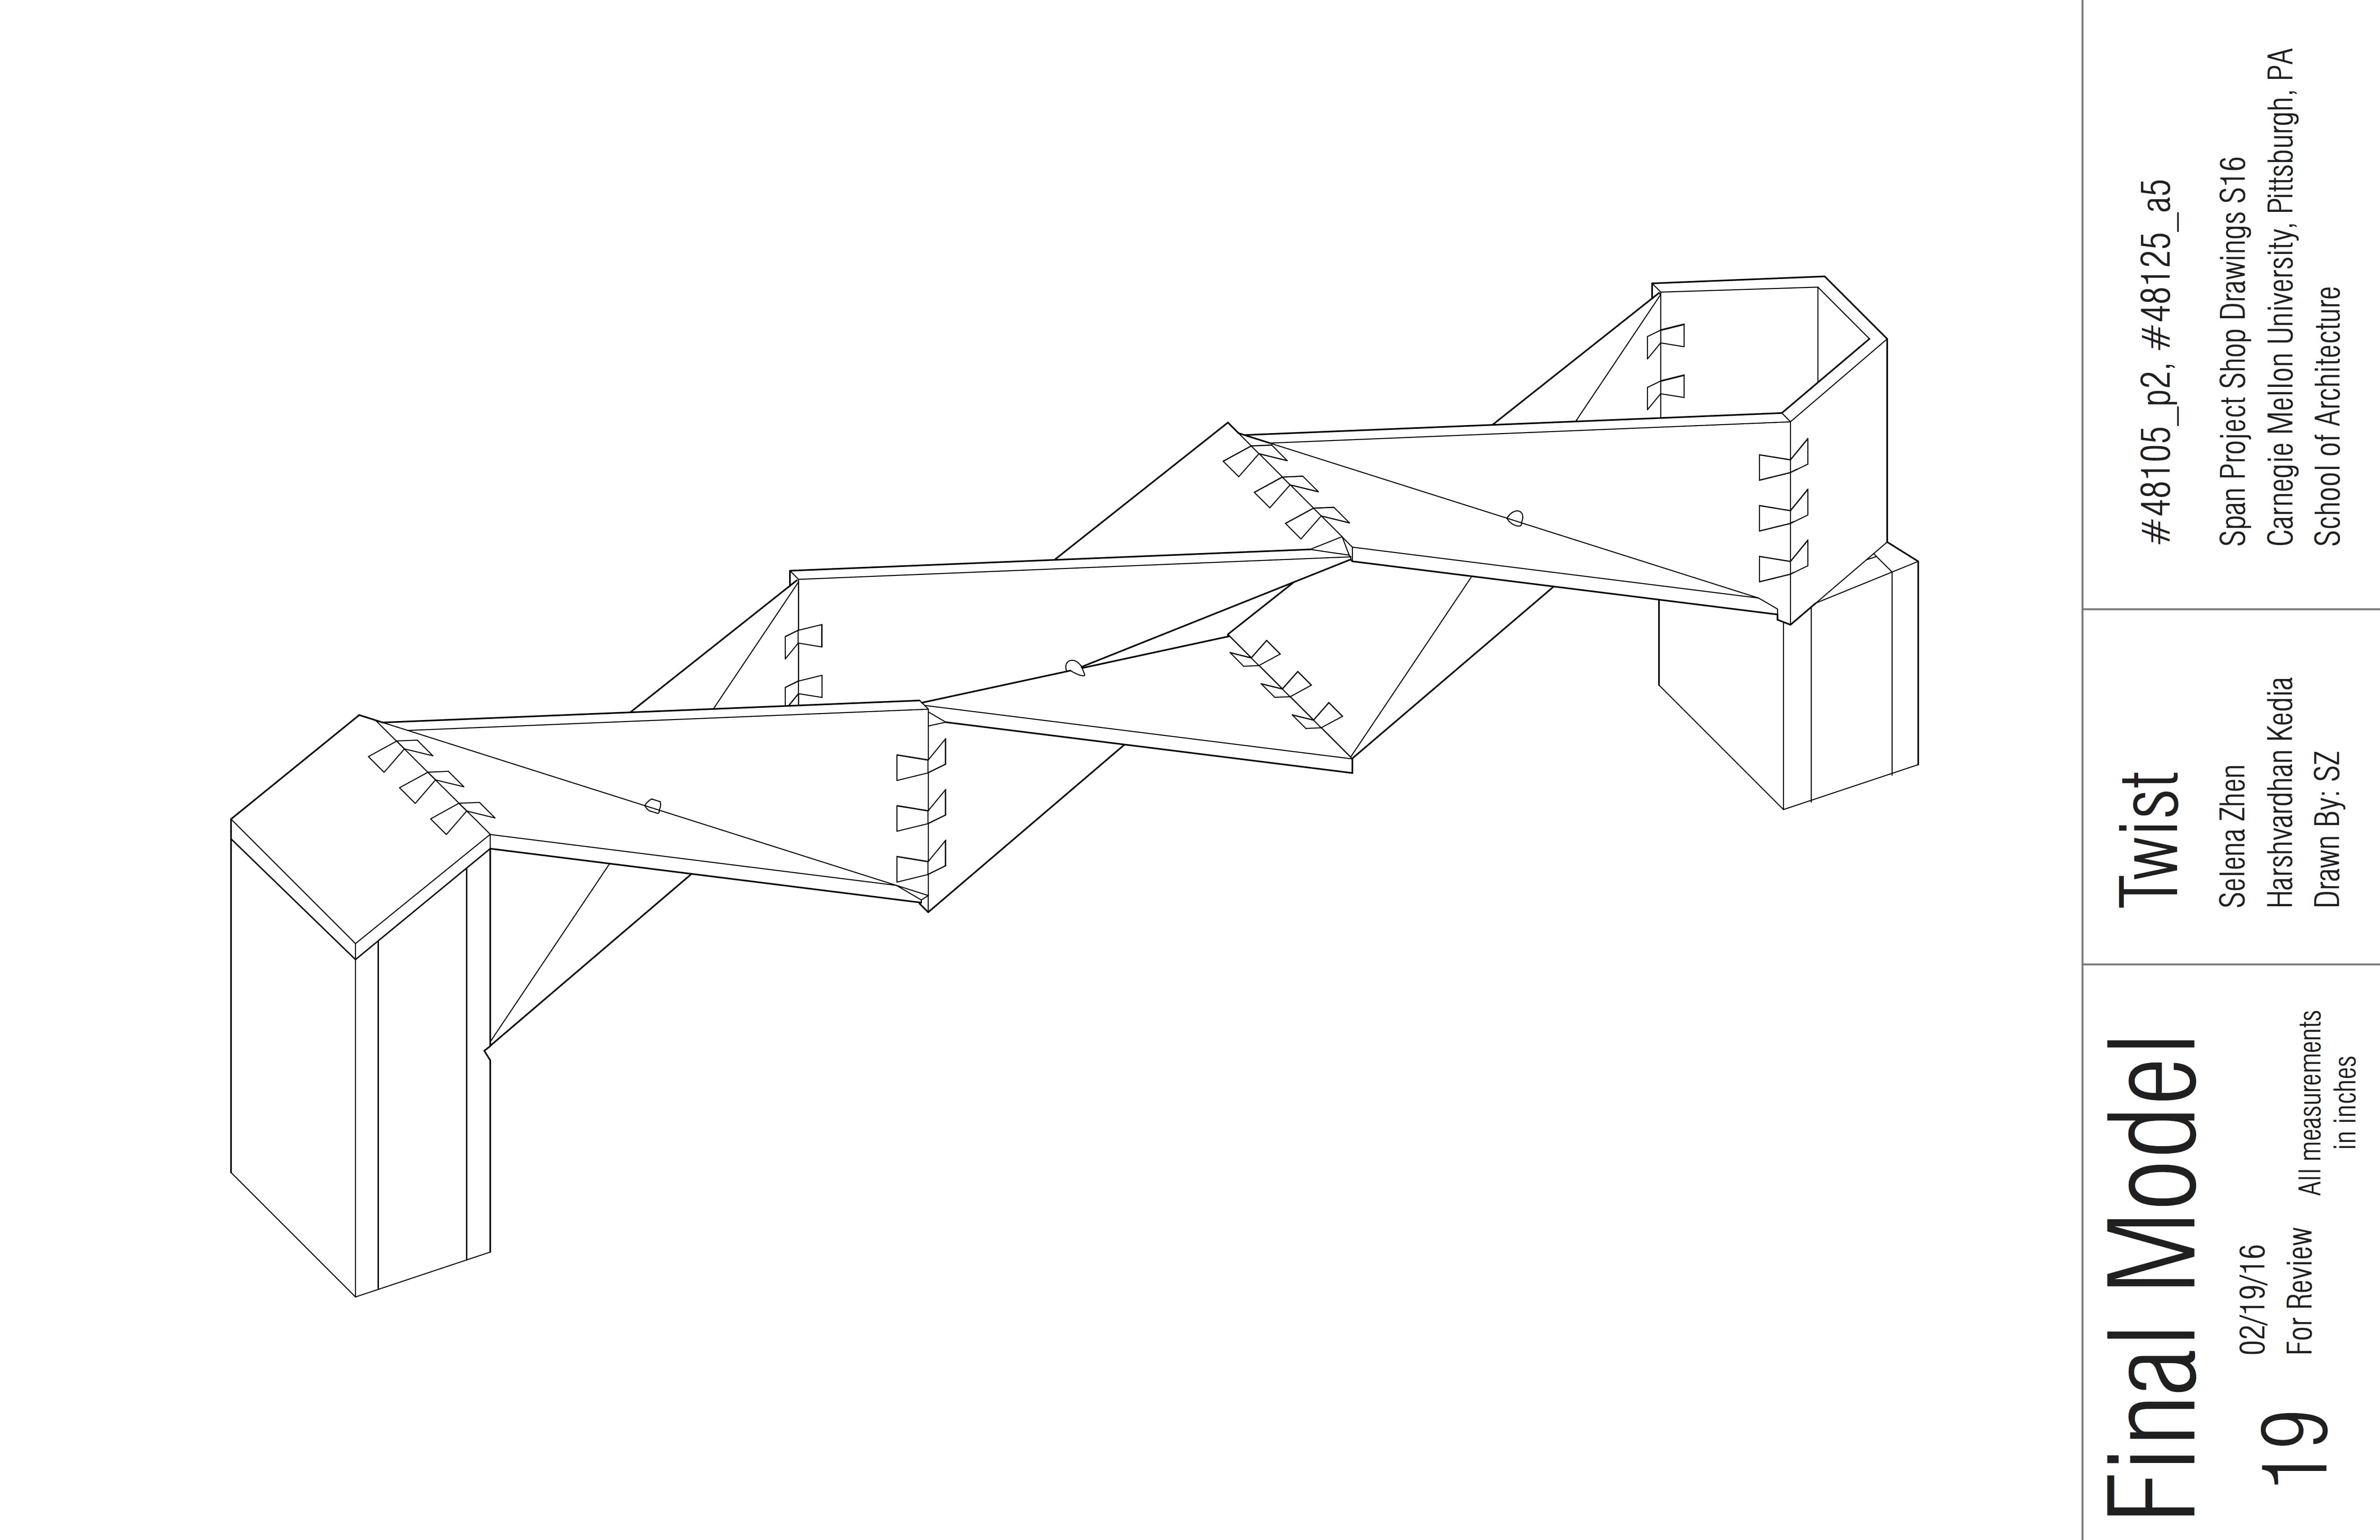 Final Model
02/19/16
For Review
All measurements
in inches
19
Twist
Selena Zhen
Harshvardhan Kedia
Drawn By: SZ
#48105_p2, #48125_a5
Span Project Shop Drawings S16
Carnegie Mellon University, Pittsburgh, PA
School of Architecture